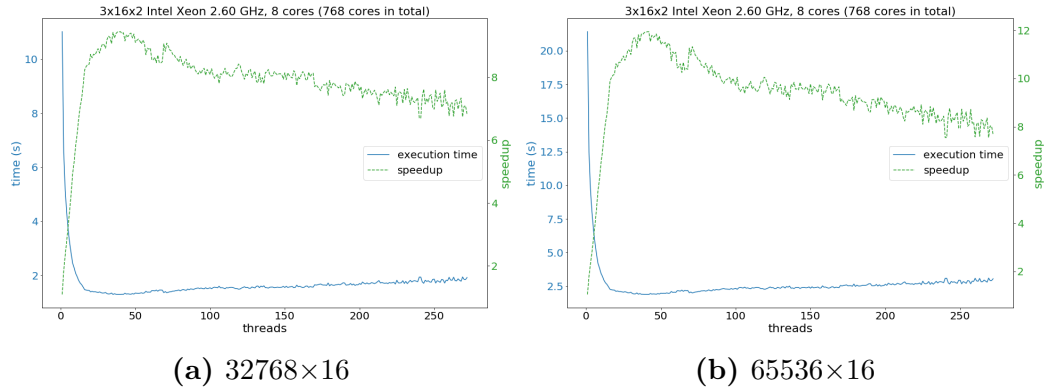 3x16x2 Intel Xeon 2.60 GHz, 8 cores (768 cores in total)
10
8
6
4
2
time (s)
execution time
speedup
8
6
4
2
speedup
0
50
100
150
200
250
threads
(a) 32768×16
3x16x2 Intel Xeon 2.60 GHz, 8 cores (768 cores in total)
20.0
17.5
15.0
12.5
10.0
7.5
5.0
2.5
time (s)
execution time
speedup
12
10
8
6
4
2
speedup
0
50
100
150
200
250
threads
(b) 65536×16